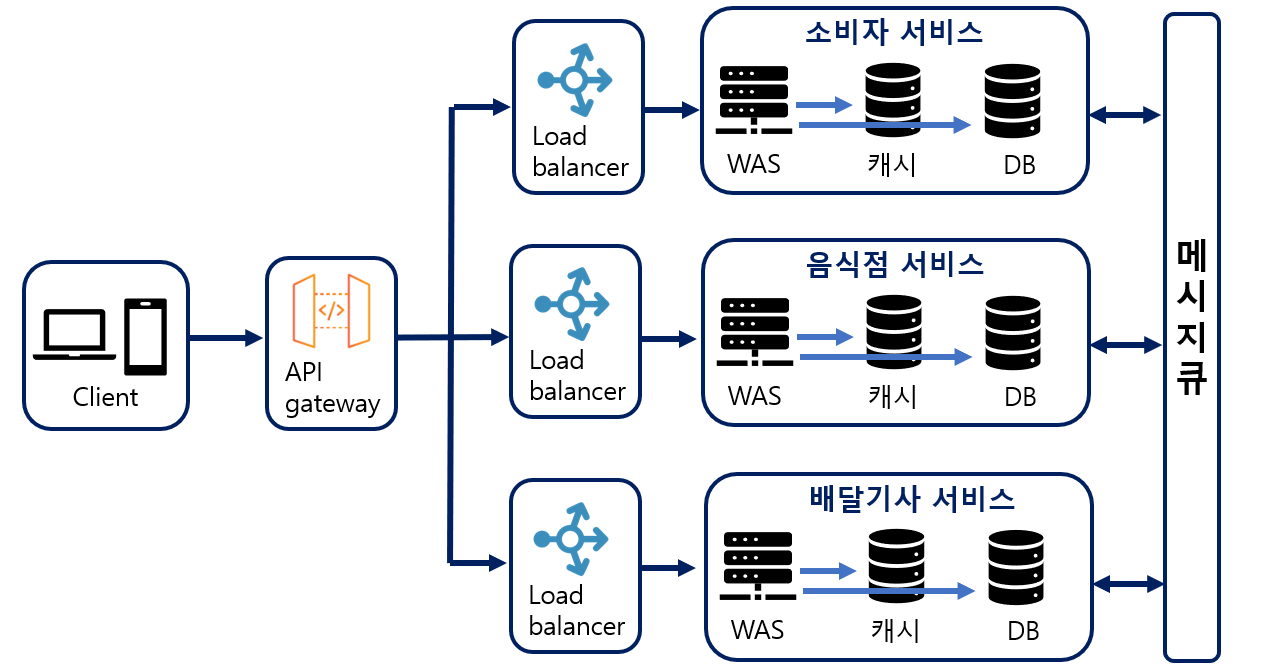 Client
API
gateway
</>
Load
balancer
소비자 서비스
WAS
캐시
DB
Load
balancer
음식점 서비스
WAS
캐시
DB
Load
balancer
배달기사 서비스
WAS
캐시
DB
메
시
지
큐